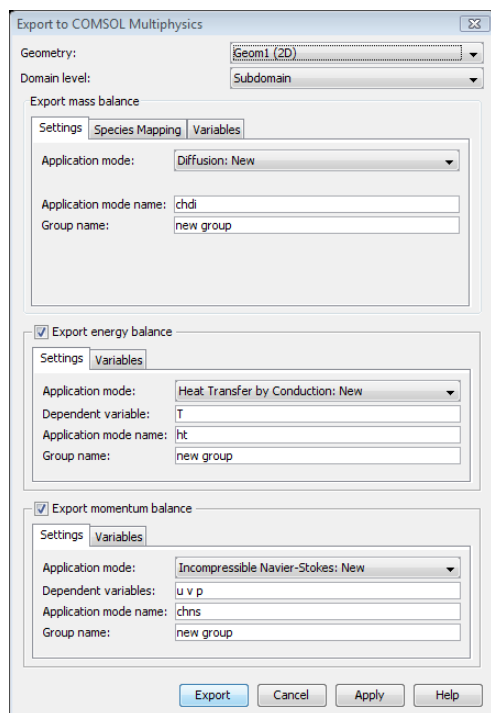 Export to COMSOL Multiphysics
Geometry: Geom1 (2D)
Domain level: Subdomain
Export mass balance
Settings Species Mapping Variables
Application mode: Diffusion: New
Application mode name: chdi
Group name: new group
Export energy balance
Settings Variables
Application mode: Heat Transfer by Conduction: New
Dependent variable: T
Application mode name: ht
Group name: new group
Export momentum balance
Settings Variables
Application mode: Incompressible Navier-Stokes: New
Dependent variables: u v p
Application mode name: chns
Group name: new group
Export Cancel Apply Help